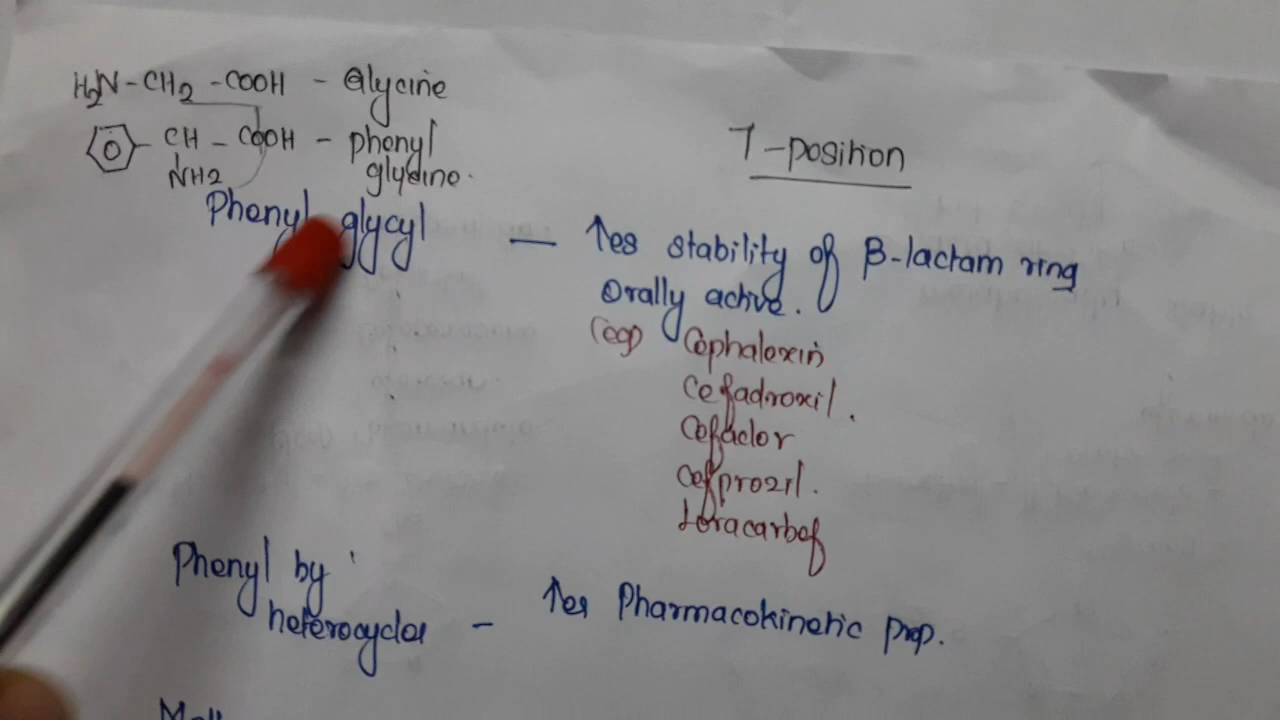 H2N-CH2-COOH - Glycine
CH - COOH - phenyl
NH2 glycine.
7-position
Phenyl glycyl — ↑es stability of β-lactam ring
Orally active.
(eg) Cephalexin
Cefadroxil.
Cefaclor
Cefprozil.
Loracarbef
Phenyl by
heterocycles - ↑es Pharmacokinetic prop.